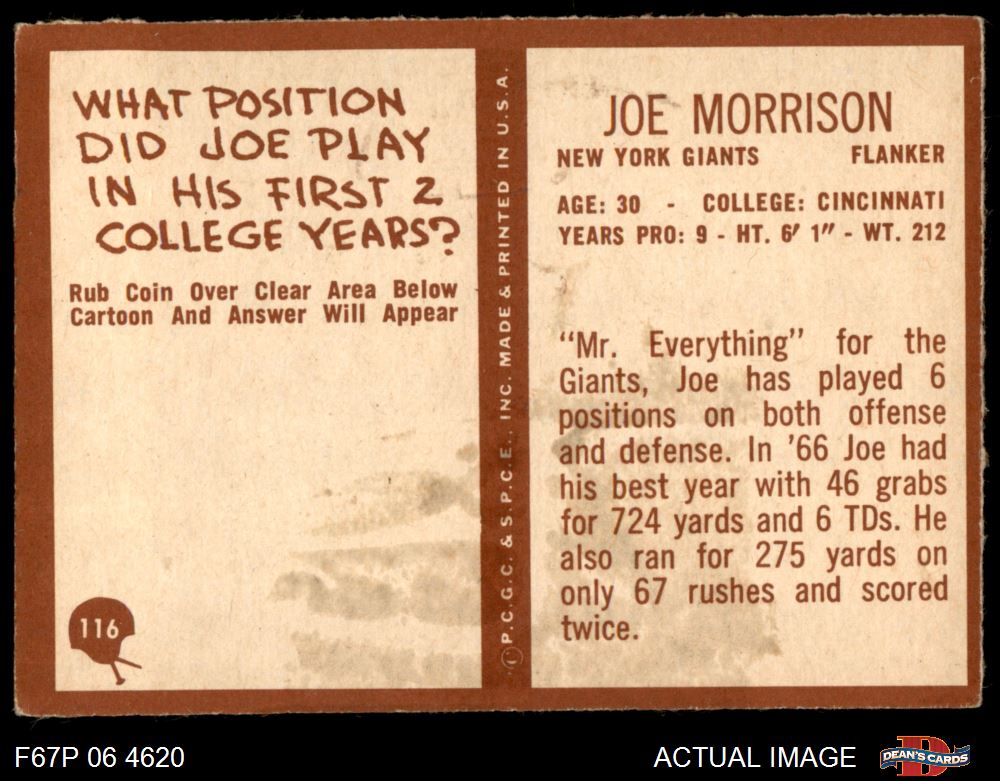 WHAT POSITION
DID JOE PLAY
IN HIS FIRST 2
COLLEGE YEARS?
Rub Coin Over Clear Area Below
Cartoon And Answer Will Appear
116
P.C.G.C. & S.P.C.E., INC. MADE & PRINTED IN U.S.A.
JOE MORRISON
NEW YORK GIANTS FLANKER
AGE: 30 - COLLEGE: CINCINNATI
YEARS PRO: 9 - HT. 6' 1" - WT. 212
"Mr. Everything" for the
Giants, Joe has played 6
positions on both offense
and defense. In '66 Joe had
his best year with 46 grabs
for 724 yards and 6 TDs. He
also ran for 275 yards on
only 67 rushes and scored
twice.
F67P 06 4620
ACTUAL IMAGE
DEAN'S CARDS